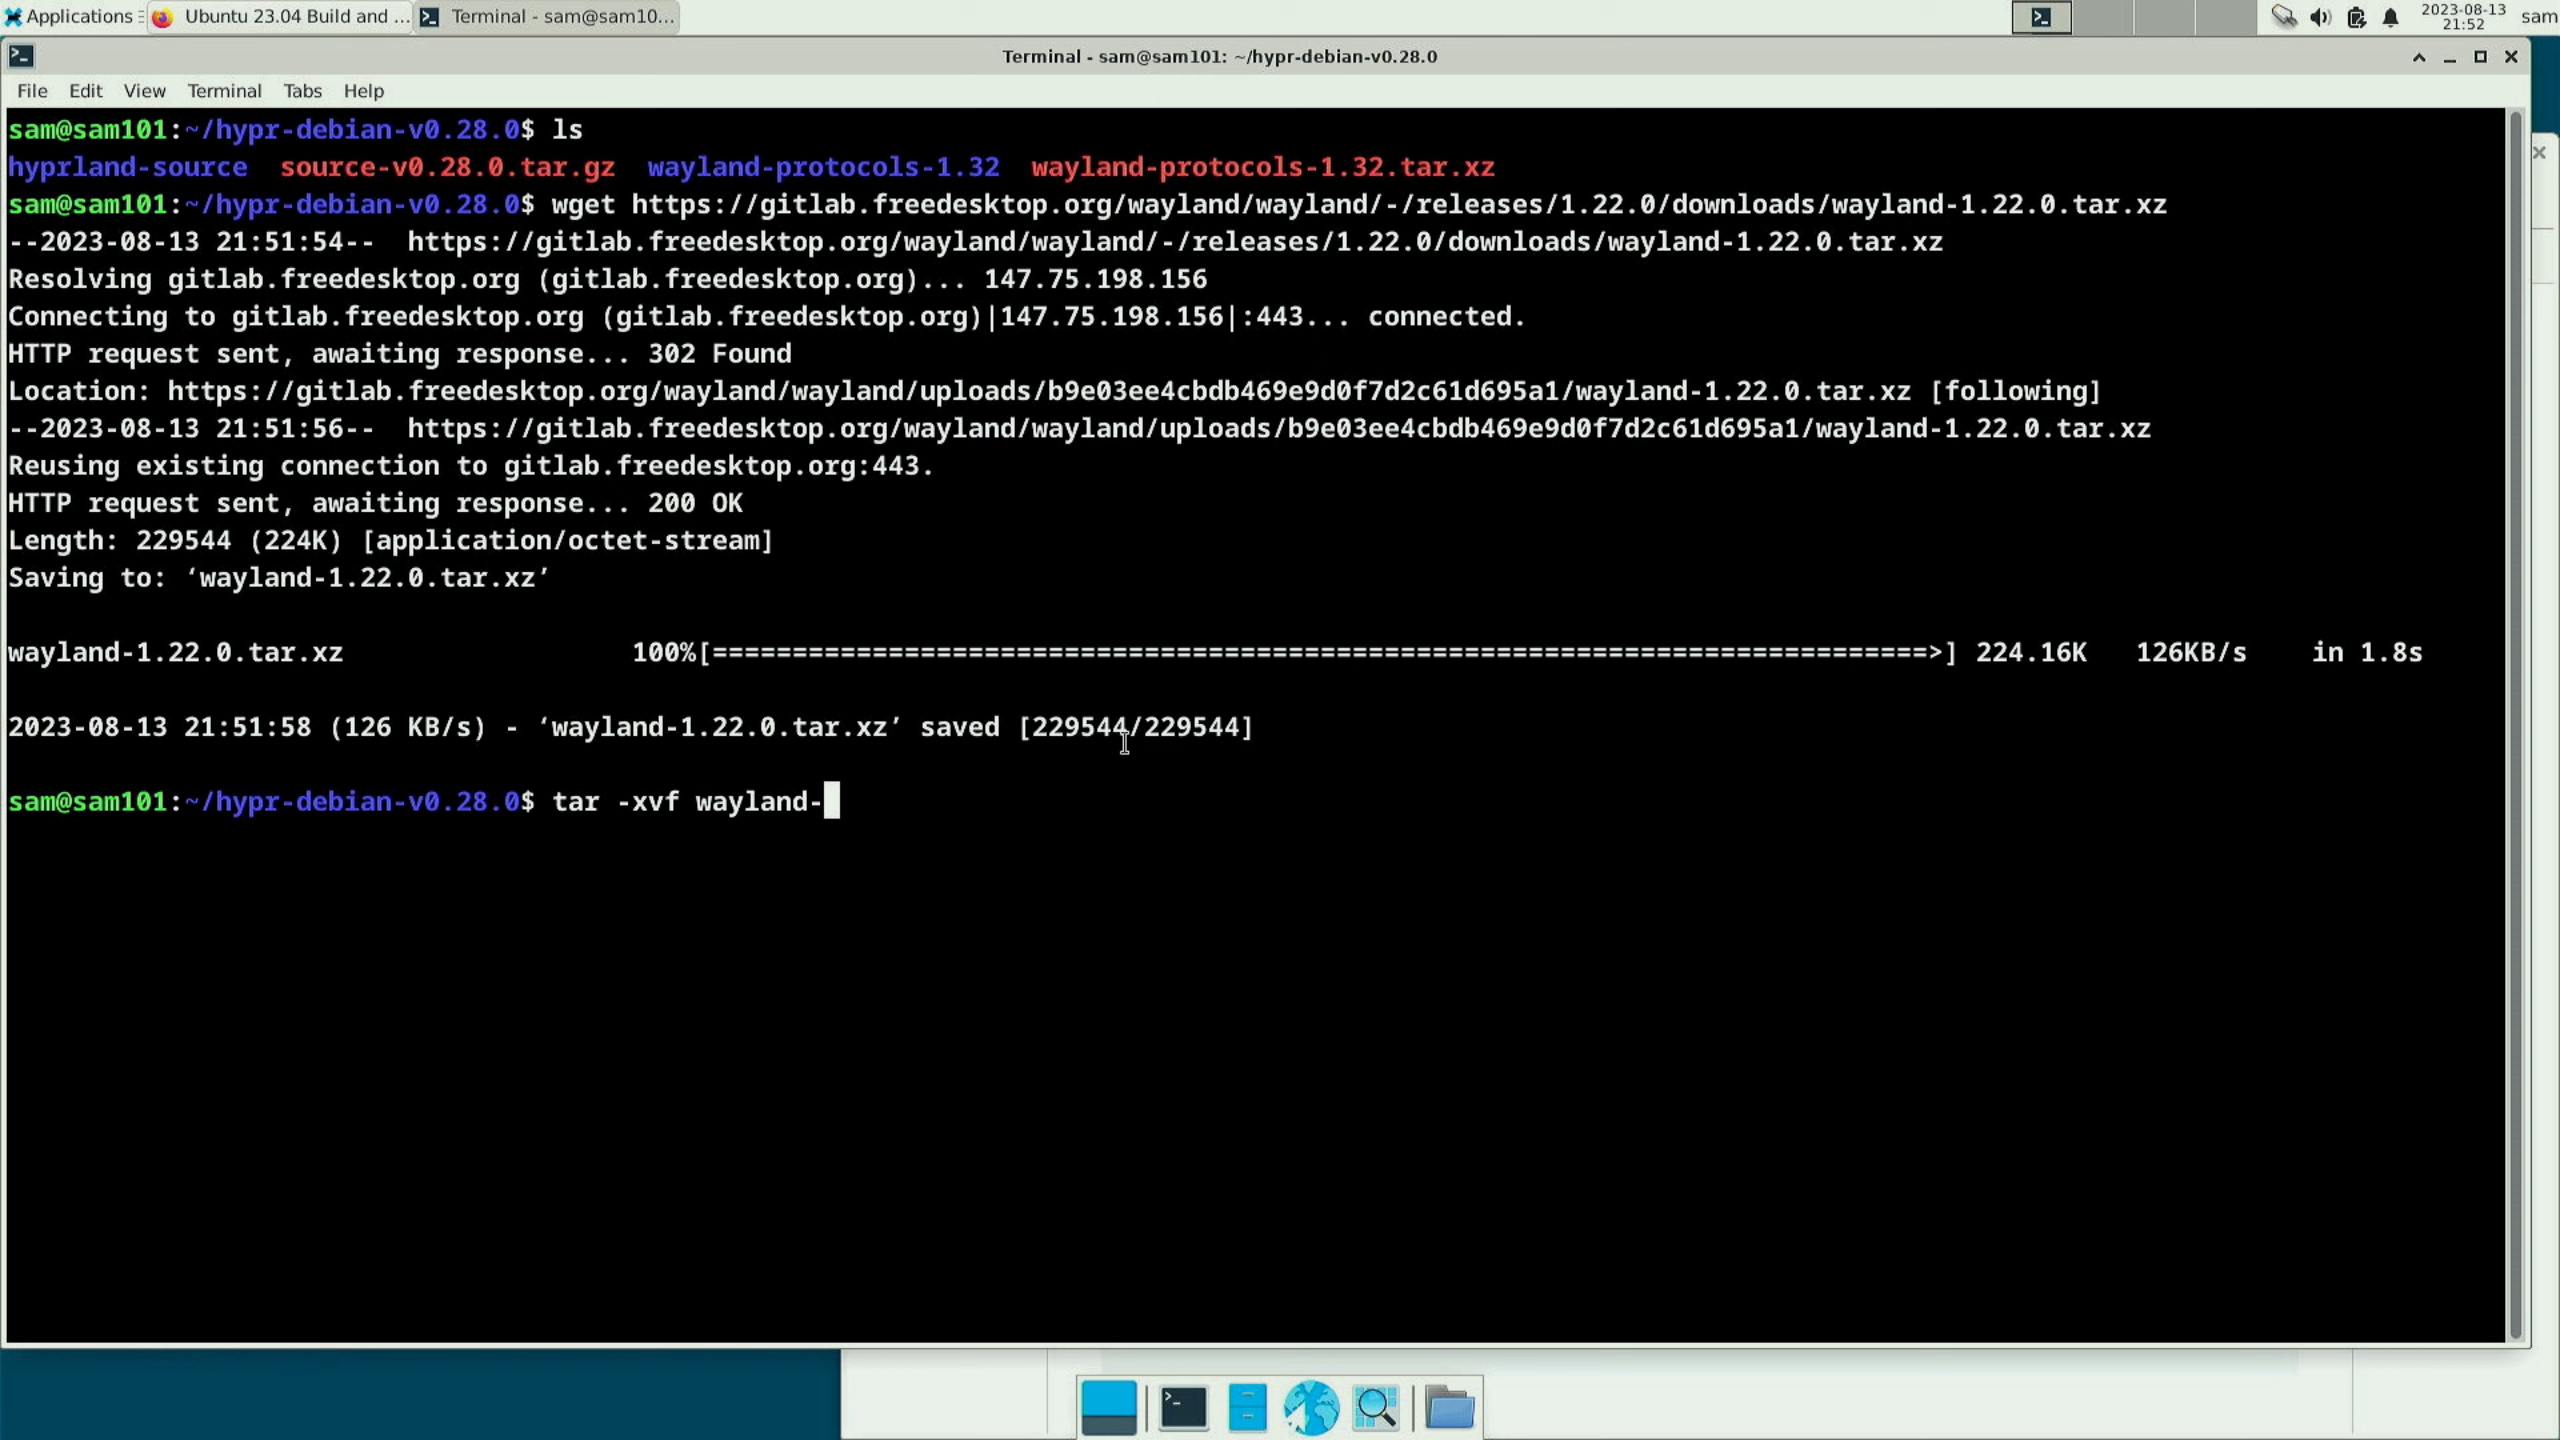 Applications
Ubuntu 23.04 Build and ...
Terminal - sam@sam10...
2023-08-13
21:52
sam
Terminal - sam@sam101: ~/hypr-debian-v0.28.0
File Edit View Terminal Tabs Help
sam@sam101:~/hypr-debian-v0.28.0$ ls
hyprland-source source-v0.28.0.tar.gz wayland-protocols-1.32 wayland-protocols-1.32.tar.xz
sam@sam101:~/hypr-debian-v0.28.0$ wget https://gitlab.freedesktop.org/wayland/wayland/-/releases/1.22.0/downloads/wayland-1.22.0.tar.xz
--2023-08-13 21:51:54-- https://gitlab.freedesktop.org/wayland/wayland/-/releases/1.22.0/downloads/wayland-1.22.0.tar.xz
Resolving gitlab.freedesktop.org (gitlab.freedesktop.org)... 147.75.198.156
Connecting to gitlab.freedesktop.org (gitlab.freedesktop.org)|147.75.198.156|:443... connected.
HTTP request sent, awaiting response... 302 Found
Location: https://gitlab.freedesktop.org/wayland/wayland/uploads/b9e03ee4cbdb469e9d0f7d2c61d695a1/wayland-1.22.0.tar.xz [following]
--2023-08-13 21:51:56-- https://gitlab.freedesktop.org/wayland/wayland/uploads/b9e03ee4cbdb469e9d0f7d2c61d695a1/wayland-1.22.0.tar.xz
Reusing existing connection to gitlab.freedesktop.org:443.
HTTP request sent, awaiting response... 200 OK
Length: 229544 (224K) [application/octet-stream]
Saving to: ‘wayland-1.22.0.tar.xz’
wayland-1.22.0.tar.xz 100%[============================================================================>] 224.16K 126KB/s in 1.8s
2023-08-13 21:51:58 (126 KB/s) - ‘wayland-1.22.0.tar.xz’ saved [229544/229544]
sam@sam101:~/hypr-debian-v0.28.0$ tar -xvf wayland-